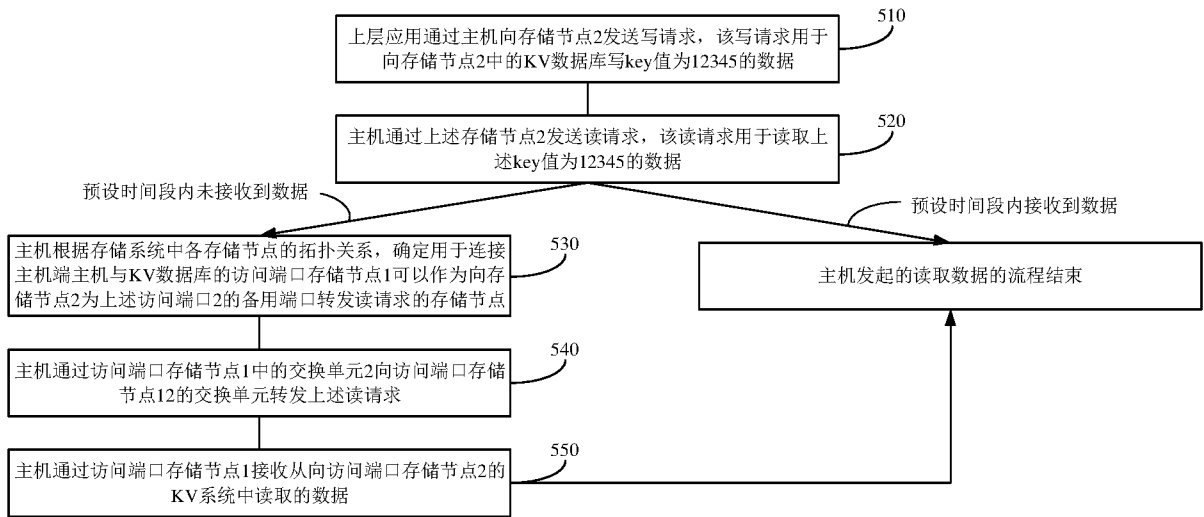 510
上层应用通过主机向存储节点2发送写请求，该写请求用于
向存储节点2中的KV数据库写key值为12345的数据
520
主机通过上述存储节点2发送读请求，该读请求用于读取上
述key值为12345的数据
预设时间段内未接收到数据
预设时间段内接收到数据
530
主机根据存储系统中各存储节点的拓扑关系，确定用于连接
主机端主机与KV数据库的访问端口存储节点1可以作为向存
储节点2为上述访问端口2的备用端口转发读请求的存储节点
主机发起的读取数据的流程结束
540
主机通过访问端口存储节点1中的交换单元2向访问端口存储
节点12的交换单元转发上述读请求
550
主机通过访问端口存储节点1接收从向访问端口存储节点2的
KV系统中读取的数据